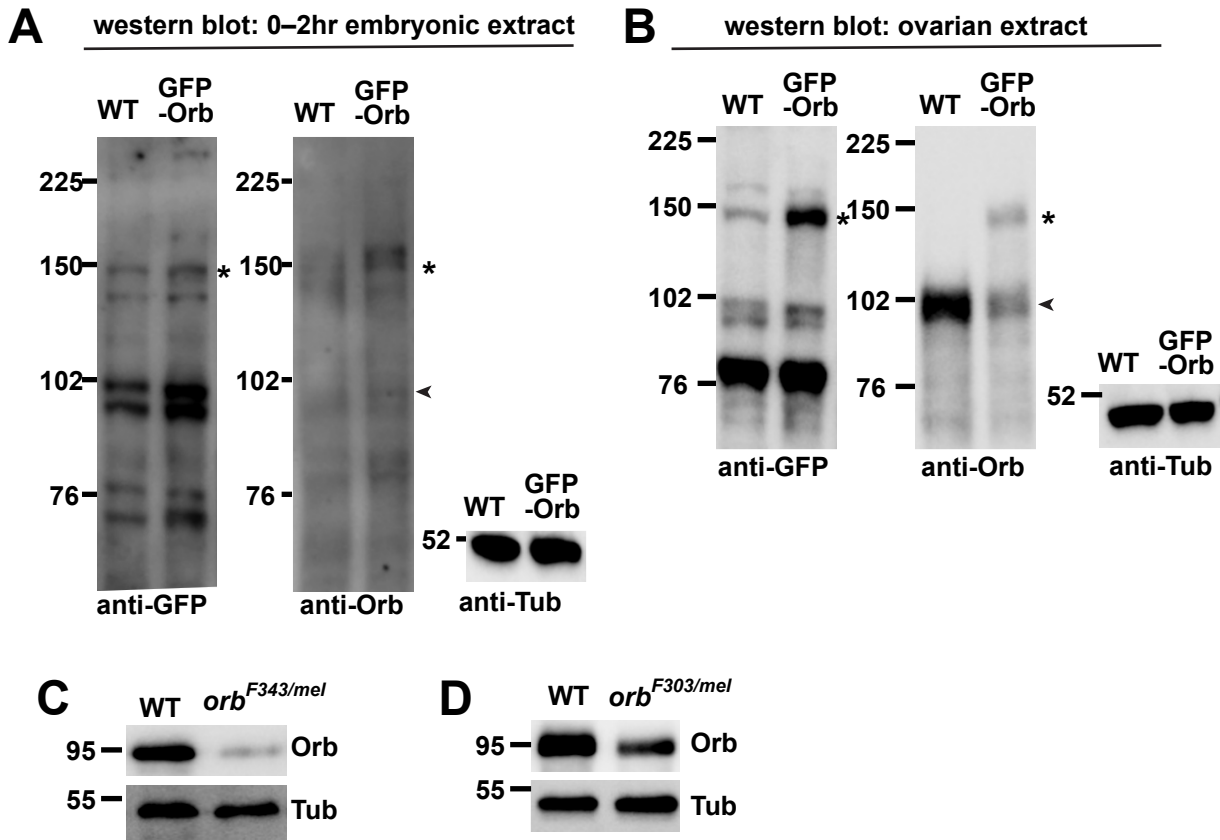 A
western blot: 0–2hr embryonic extract
WT
GFP
-Orb
225
150
102
76
*
anti-GFP
WT
GFP
-Orb
225
150
102
76
*
anti-Orb
WT
GFP
-Orb
52
anti-Tub
B
western blot: ovarian extract
WT
GFP
-Orb
225
150
102
76
*
anti-GFP
WT
GFP
-Orb
225
150
102
76
*
anti-Orb
WT
GFP
-Orb
52
anti-Tub
C
WT orbF343/mel
95 Orb
55 Tub
D
WT orbF303/mel
95 Orb
55 Tub